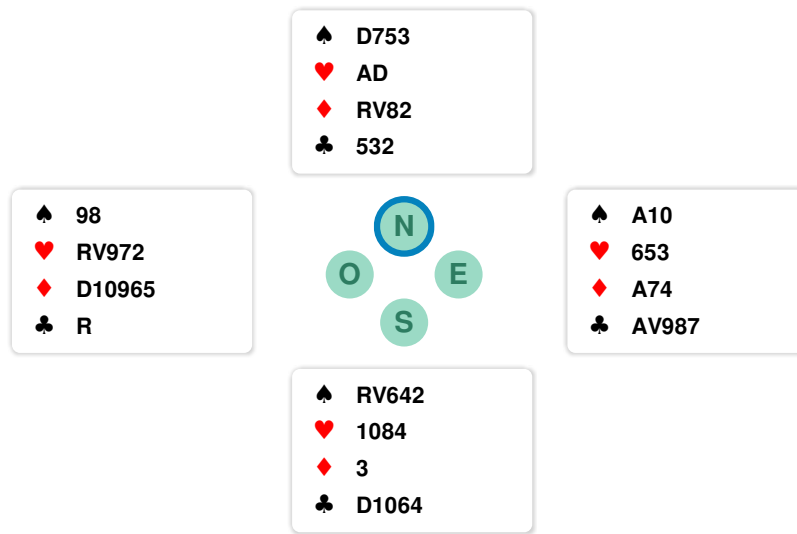 ♠ D753
♥ AD
♦ RV82
♣ 532
♠ 98
♥ RV972
♦ D10965
♣ R
N
O E
S
♠ A10
♥ 653
♦ A74
♣ AV987
♠ RV642
♥ 1084
♦ 3
♣ D1064